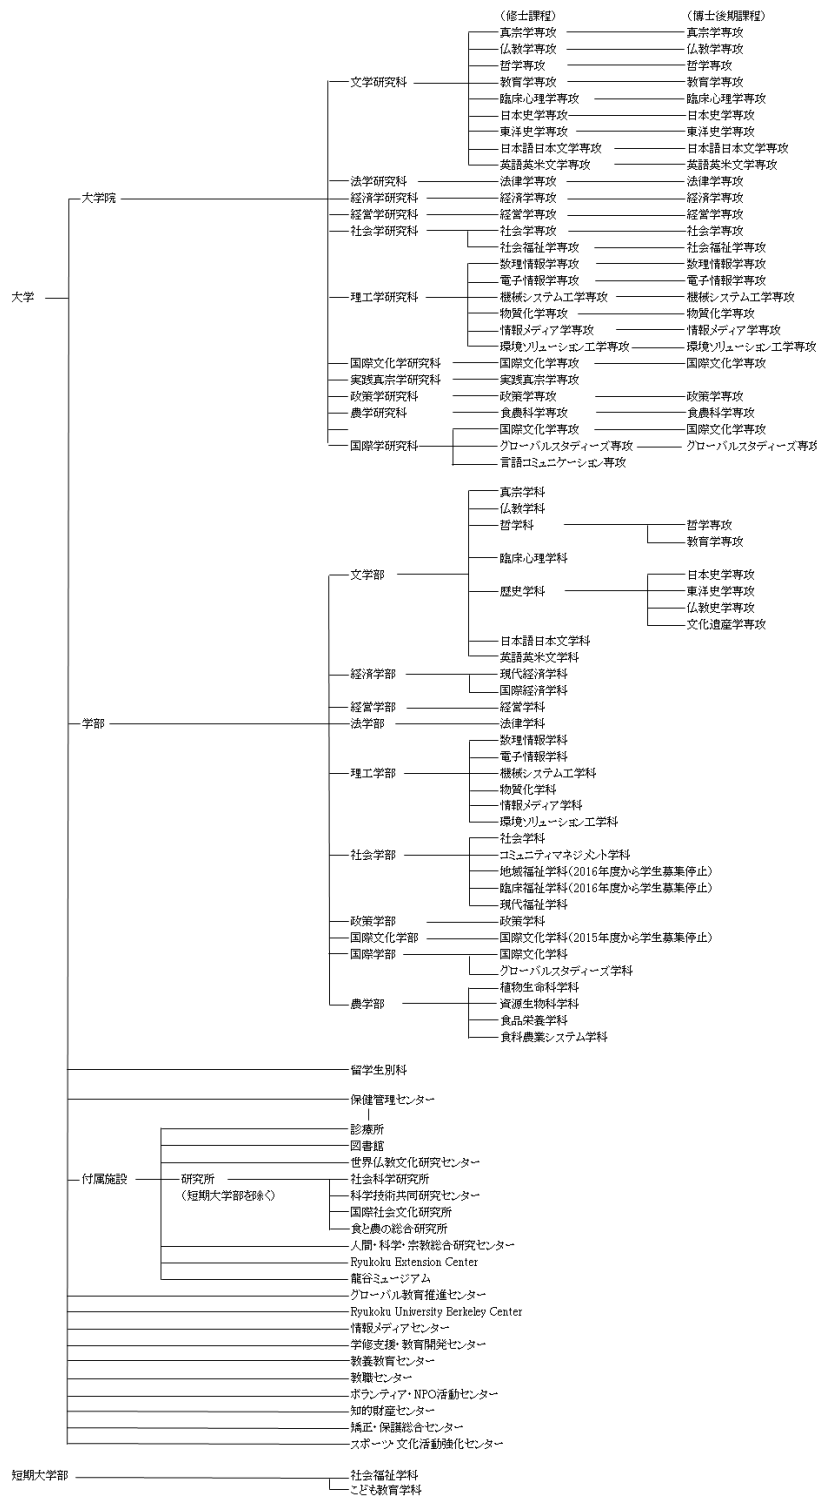 （修士課程） （博士後期課程）
真宗学専攻 真宗学専攻
仏教学専攻 仏教学専攻
哲学専攻 哲学専攻
文学研究科 教育学専攻 教育学専攻
臨床心理学専攻 臨床心理学専攻
日本史学専攻 日本史学専攻
東洋史学専攻 東洋史学専攻
日本語日本文学専攻 日本語日本文学専攻
英語英米文学専攻 英語英米文学専攻
法学研究科 法律学専攻 法律学専攻
大学院 経済学研究科 経済学専攻 経済学専攻
経営学研究科 経営学専攻 経営学専攻
社会学研究科 社会学専攻 社会学専攻
社会福祉学専攻 社会福祉学専攻
数理情報学専攻 数理情報学専攻
電子情報学専攻 電子情報学専攻
大学 理工学研究科 機械システム工学専攻 機械システム工学専攻
物質化学専攻 物質化学専攻
情報メディア学専攻 情報メディア学専攻
環境ソリューション工学専攻 環境ソリューション工学専攻
国際文化学研究科 国際文化学専攻 国際文化学専攻
実践真宗学研究科 実践真宗学専攻
政策学研究科 政策学専攻 政策学専攻
農学研究科 食農科学専攻 食農科学専攻
国際文化学専攻 国際文化学専攻
国際学研究科 グローバルスタディーズ専攻 グローバルスタディーズ専攻
言語コミュニケーション専攻
真宗学科
仏教学科
哲学科 哲学専攻
教育学専攻
臨床心理学科
文学部 日本史学専攻
歴史学科 東洋史学専攻
仏教史学専攻
文化遺産学専攻
日本語日本文学科
英語英米文学科
経済学部 現代経済学科
国際経済学科
経営学部 経営学科
学部 法学部 法律学科
数理情報学科
電子情報学科
理工学部 機械システム工学科
物質化学科
情報メディア学科
環境ソリューション工学科
社会学科
社会学部 コミュニティマネジメント学科
地域福祉学科（2016年度から学生募集停止）
臨床福祉学科（2016年度から学生募集停止）
現代福祉学科
政策学部 政策学科
国際文化学部 国際文化学科（2015年度から学生募集停止）
国際学部 国際文化学科
グローバルスタディーズ学科
植物生命科学科
農学部 資源生物科学科
食品栄養学科
食料農業システム学科
留学生別科
保健管理センター
診療所
図書館
世界仏教文化研究センター
付属施設 研究所 社会科学研究所
（短期大学部を除く） 科学技術共同研究センター
国際社会文化研究所
食と農の総合研究所
人間・科学・宗教総合研究センター
Ryukoku Extension Center
龍谷ミュージアム
グローバル教育推進センター
Ryukoku University Berkeley Center
情報メディアセンター
学修支援・教育開発センター
教養教育センター
教職センター
ボランティア・NPO活動センター
知的財産センター
矯正・保護総合センター
スポーツ・文化活動強化センター
短期大学部 社会福祉学科
こども教育学科